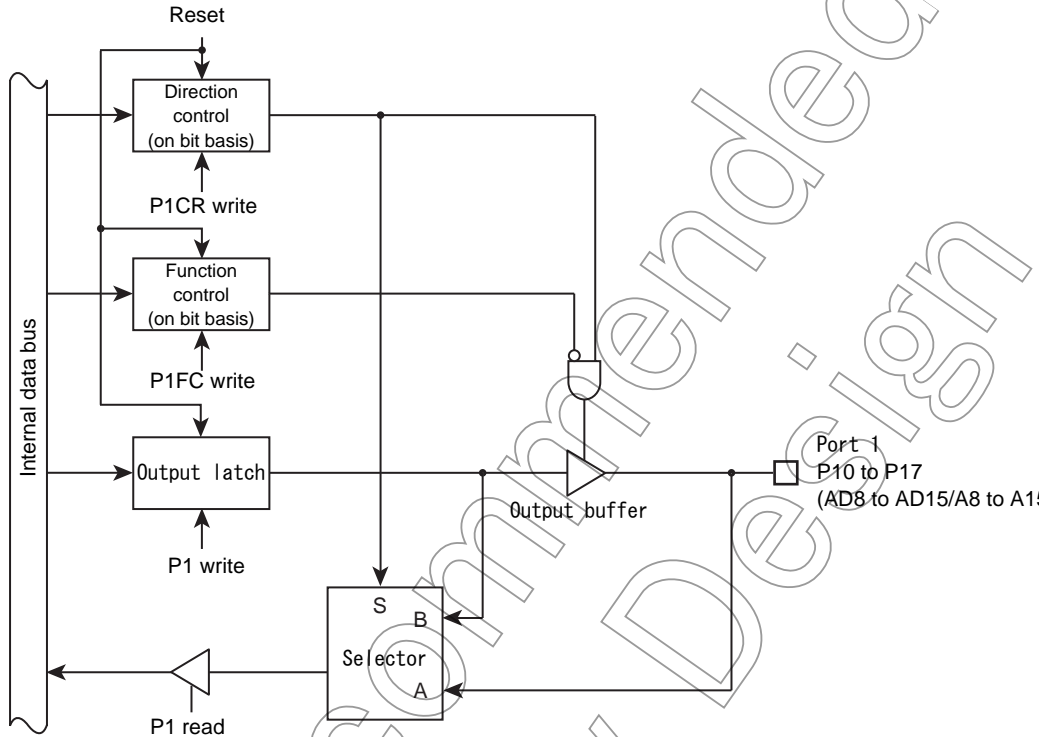 Reset
Direction
control
(on bit basis)
P1CR write
Function
control
(on bit basis)
P1FC write
Internal data bus
Output latch
Output buffer
Port 1
P10 to P17
(AD8 to AD15/A8 to A15
P1 write
S
B
Selector
A
P1 read
commended
Design